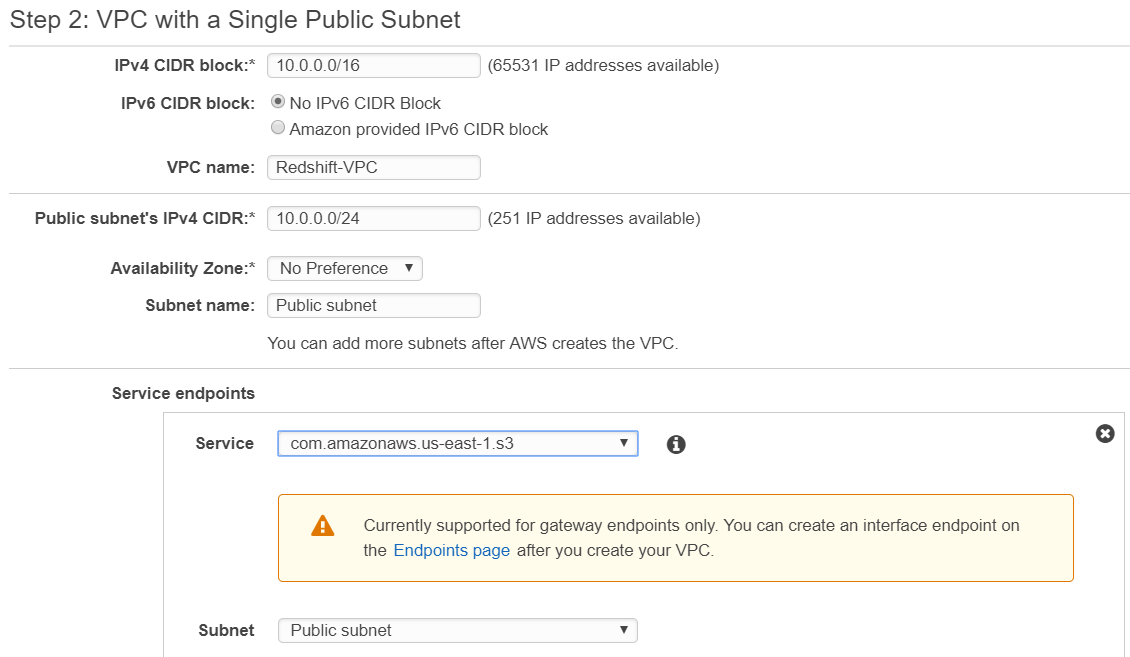 Step 2: VPC with a Single Public Subnet
IPv4 CIDR block:* 10.0.0.0/16 (65531 IP addresses available)
IPv6 CIDR block: No IPv6 CIDR Block
Amazon provided IPv6 CIDR block
VPC name: Redshift-VPC
Public subnet's IPv4 CIDR:* 10.0.0.0/24 (251 IP addresses available)
Availability Zone:* No Preference
Subnet name: Public subnet
You can add more subnets after AWS creates the VPC.
Service endpoints
Service com.amazonaws.us-east-1.s3
Currently supported for gateway endpoints only. You can create an interface endpoint on
the Endpoints page after you create your VPC.
Subnet Public subnet